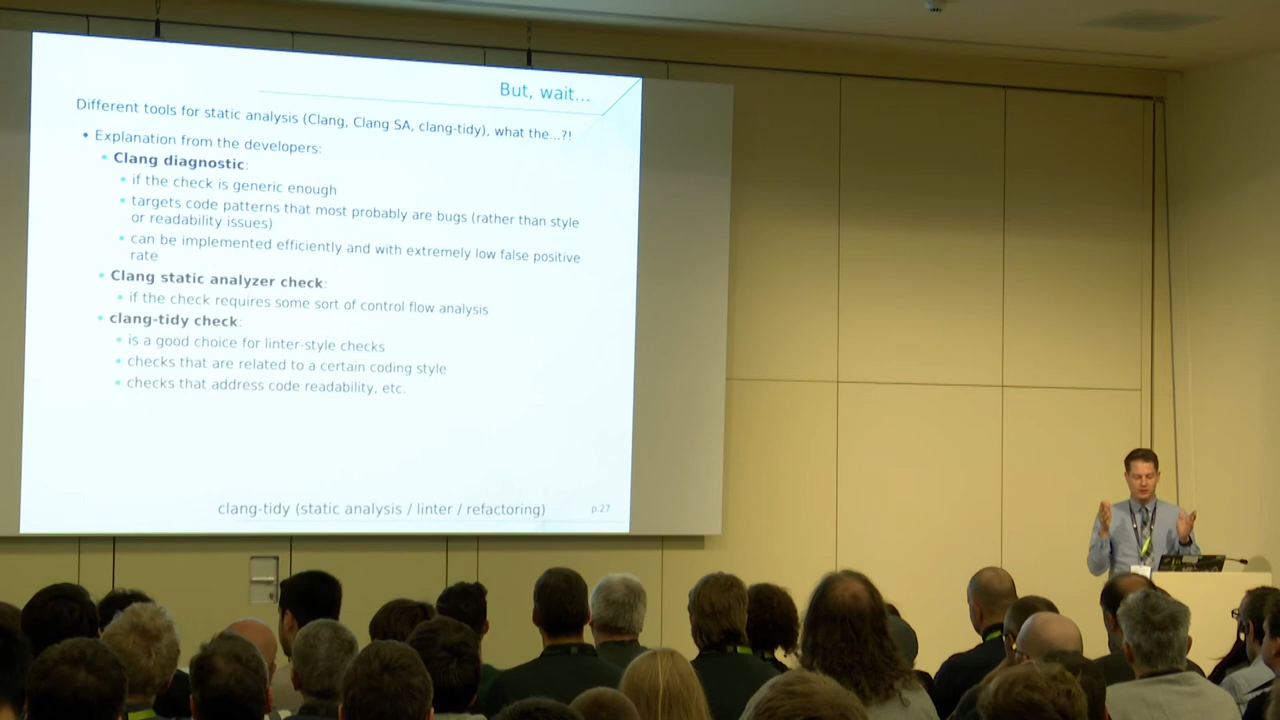 But, wait...
Different tools for static analysis (Clang, Clang SA, clang-tidy), what the...?!
• Explanation from the developers:
• Clang diagnostic:
• if the check is generic enough
• targets code patterns that most probably are bugs (rather than style
or readability issues)
• can be implemented efficiently and with extremely low false positive
rate
• Clang static analyzer check:
• if the check requires some sort of control flow analysis
• clang-tidy check:
• is a good choice for linter-style checks
• checks that are related to a certain coding style
• checks that address code readability, etc.
clang-tidy (static analysis / linter / refactoring)
p.27